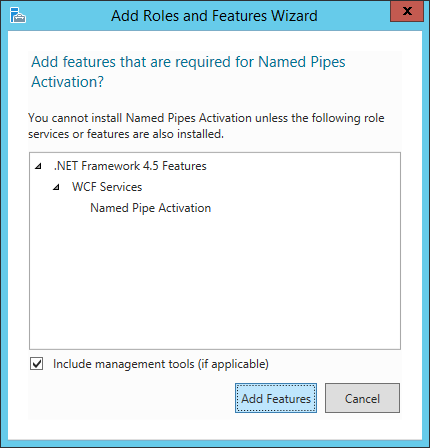 Add Roles and Features Wizard
x
Add features that are required for Named Pipes
Activation?
You cannot install Named Pipes Activation unless the following role
services or features are also installed.
.NET Framework 4.5 Features
WCF Services
Named Pipe Activation
Include management tools (if applicable)
Add Features
Cancel